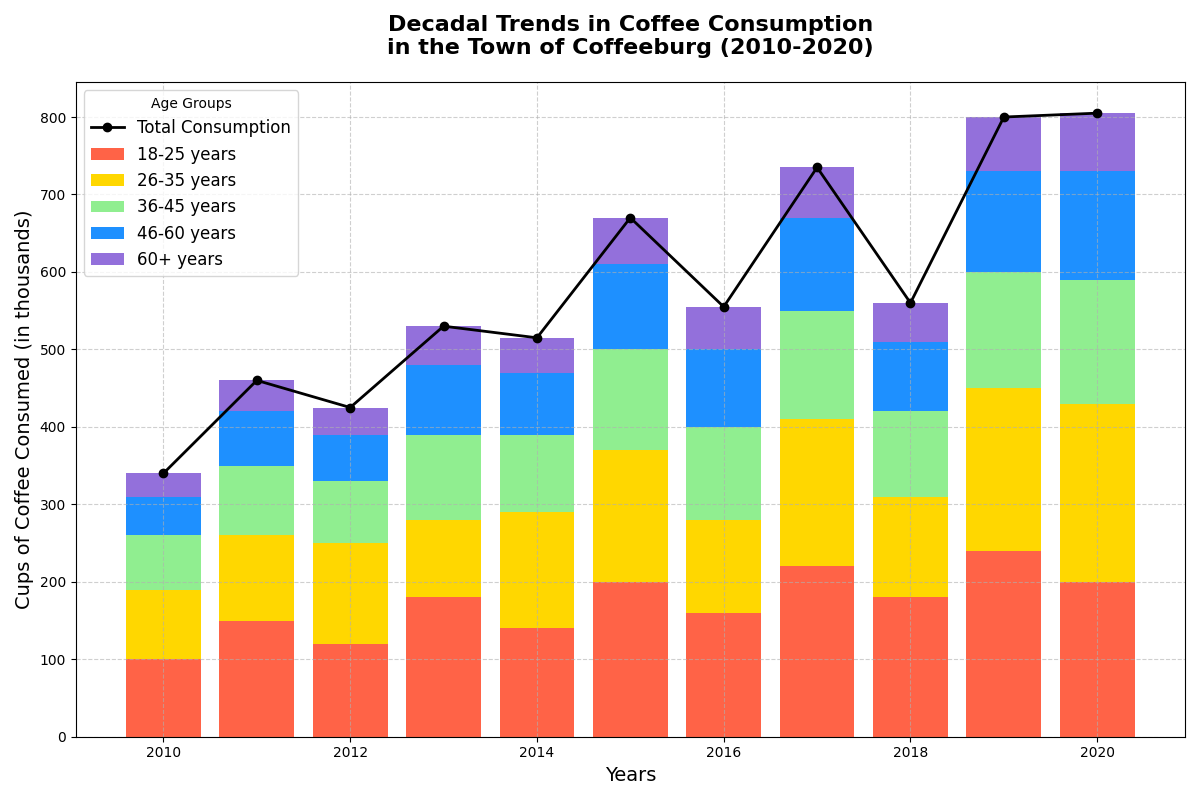 Decadal Trends in Coffee Consumption
in the Town of Coffeeburg (2010-2020)
Cups of Coffee Consumed (in thousands)
800
700
600
500
400
300
200
100
0
Age Groups
Total Consumption
18-25 years
26-35 years
36-45 years
46-60 years
60+ years
2010 2012 2014 2016 2018 2020
Years